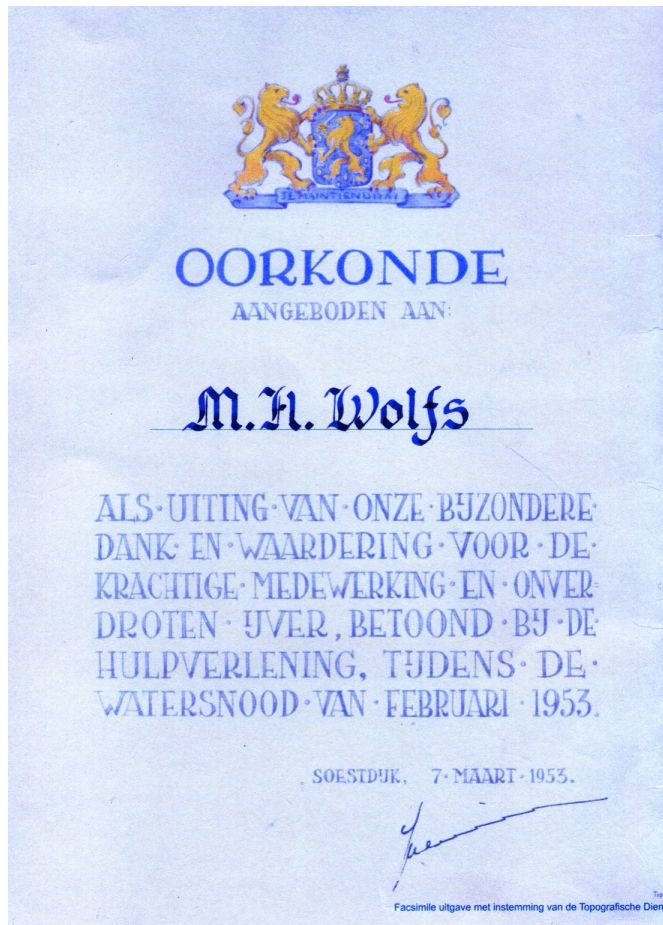 JE MAINTIENDRAI
OORKONDE
AANGEBODEN AAN:
M.H. Wolfs
ALS·UITING·VAN·ONZE·BIJZONDERE·
DANK·EN·WAARDERING·VOOR·DE·
KRACHTIGE·MEDEWERKING·EN·ONVER=
DROTEN·IJVER, BETOOND·BIJ·DE·
HULPVERLENING, TIJDENS·DE·
WATERSNOOD·VAN·FEBRUARI·1953.
SOESTDIJK, 7·MAART·1953.
Top
Facsimile uitgave met instemming van de Topografische Dien